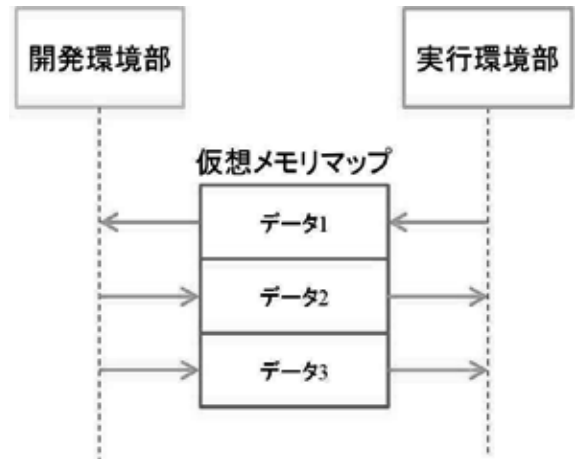 開発環境部
実行環境部
仮想メモリマップ
データ1
データ2
データ3